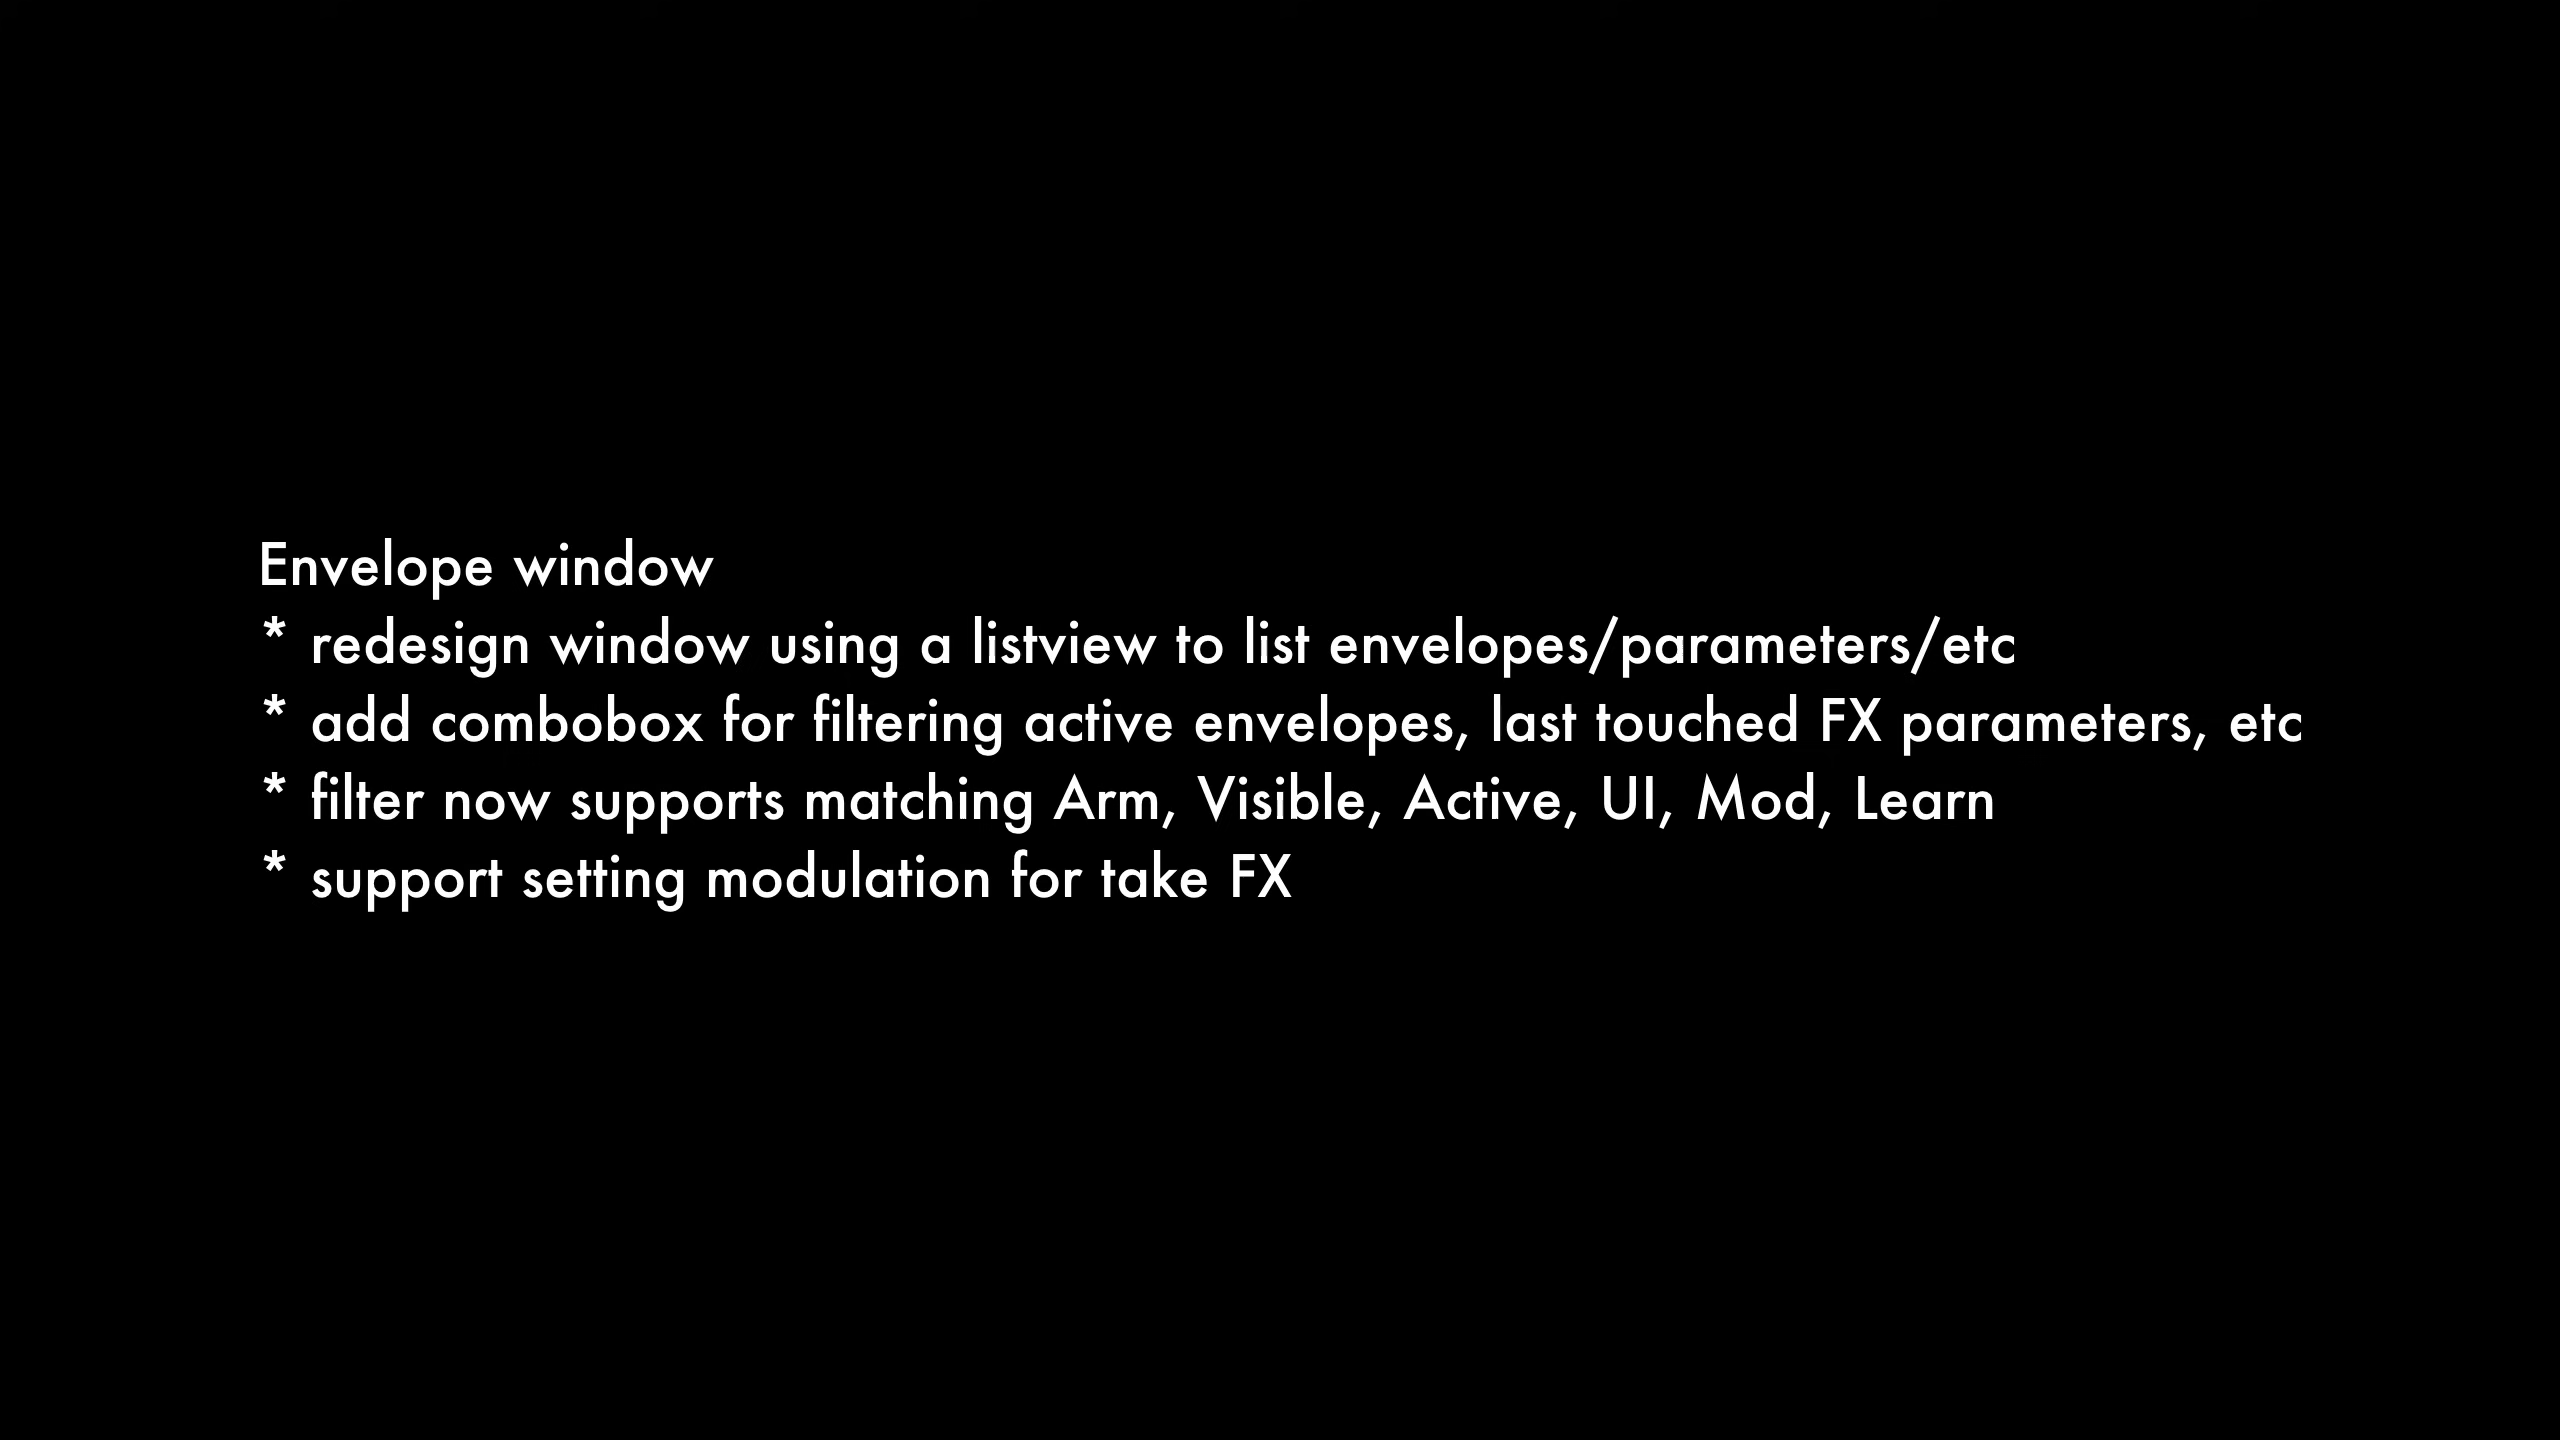 Envelope window
* redesign window using a listview to list envelopes/parameters/etc
* add combobox for filtering active envelopes, last touched FX parameters, etc
* filter now supports matching Arm, Visible, Active, UI, Mod, Learn
* support setting modulation for take FX